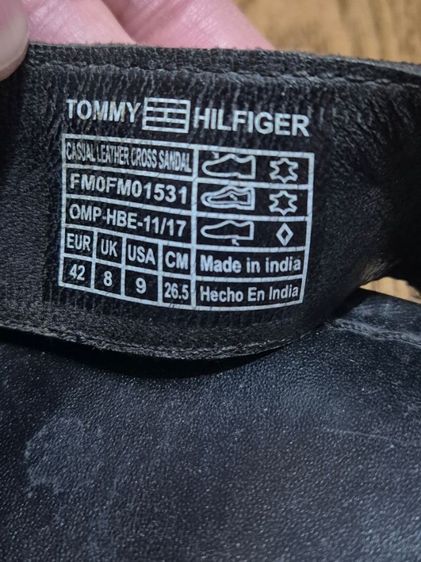 TOMMY HILFIGER
CASUAL LEATHER CROSS SANDAL
FM0FM01531
OMP-HBE-11/17
EUR UK USA CM Made in india
42 8 9 26.5 Hecho En India